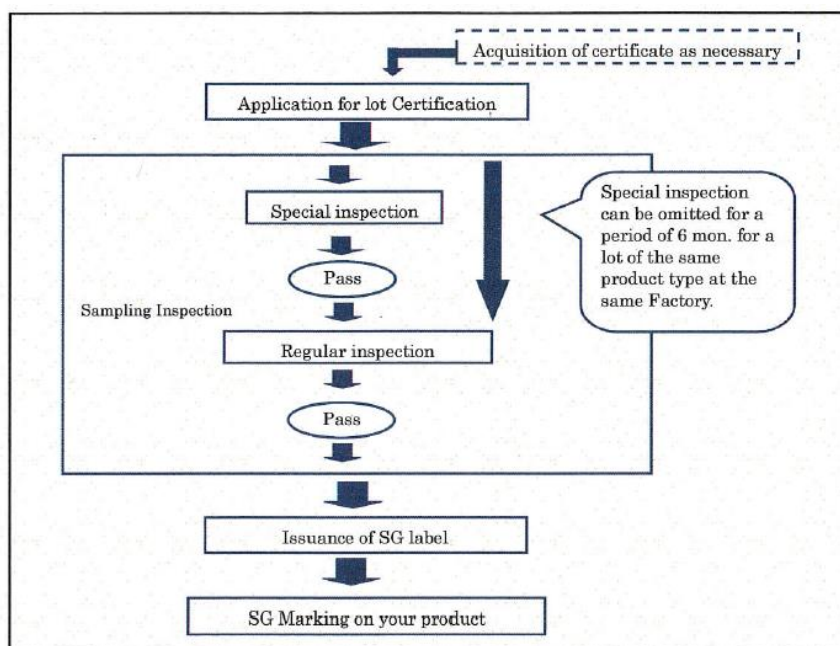 Acquisition of certificate as necessary
Application for lot Certification
Special inspection
Special inspection
can be omitted for a
period of 6 mon. for a
lot of the same
product type at the
same Factory.
Pass
Sampling Inspection
Regular inspection
Pass
Issuance of SG label
SG Marking on your product